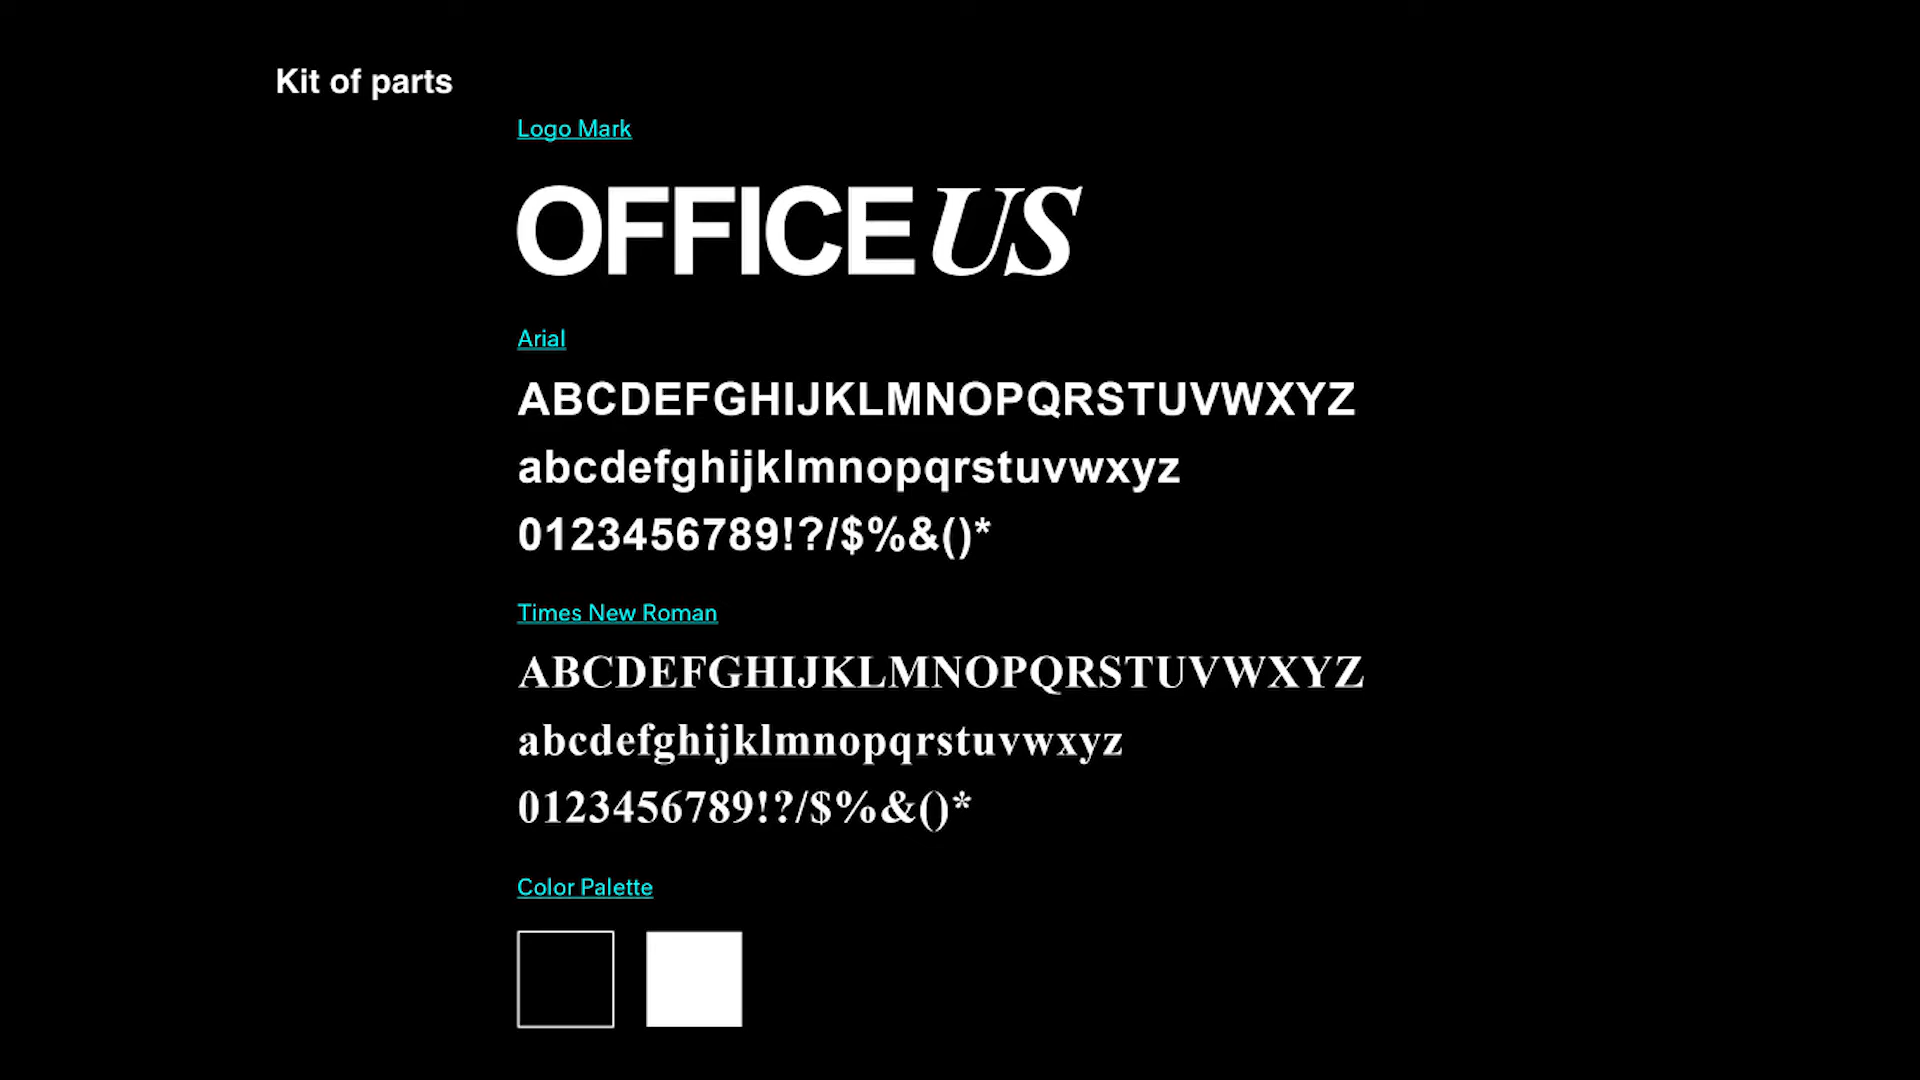 Kit of parts
Logo Mark
OFFICE US
Arial
ABCDEFGHIJKLMNOPQRSTUVWXYZ
abcdefghijklmnopqrstuvwxyz
0123456789!?/$%&()*
Times New Roman
ABCDEFGHIJKLMNOPQRSTUVWXYZ
abcdefghijklmnopqrstuvwxyz
0123456789!?/$%&()*
Color Palette